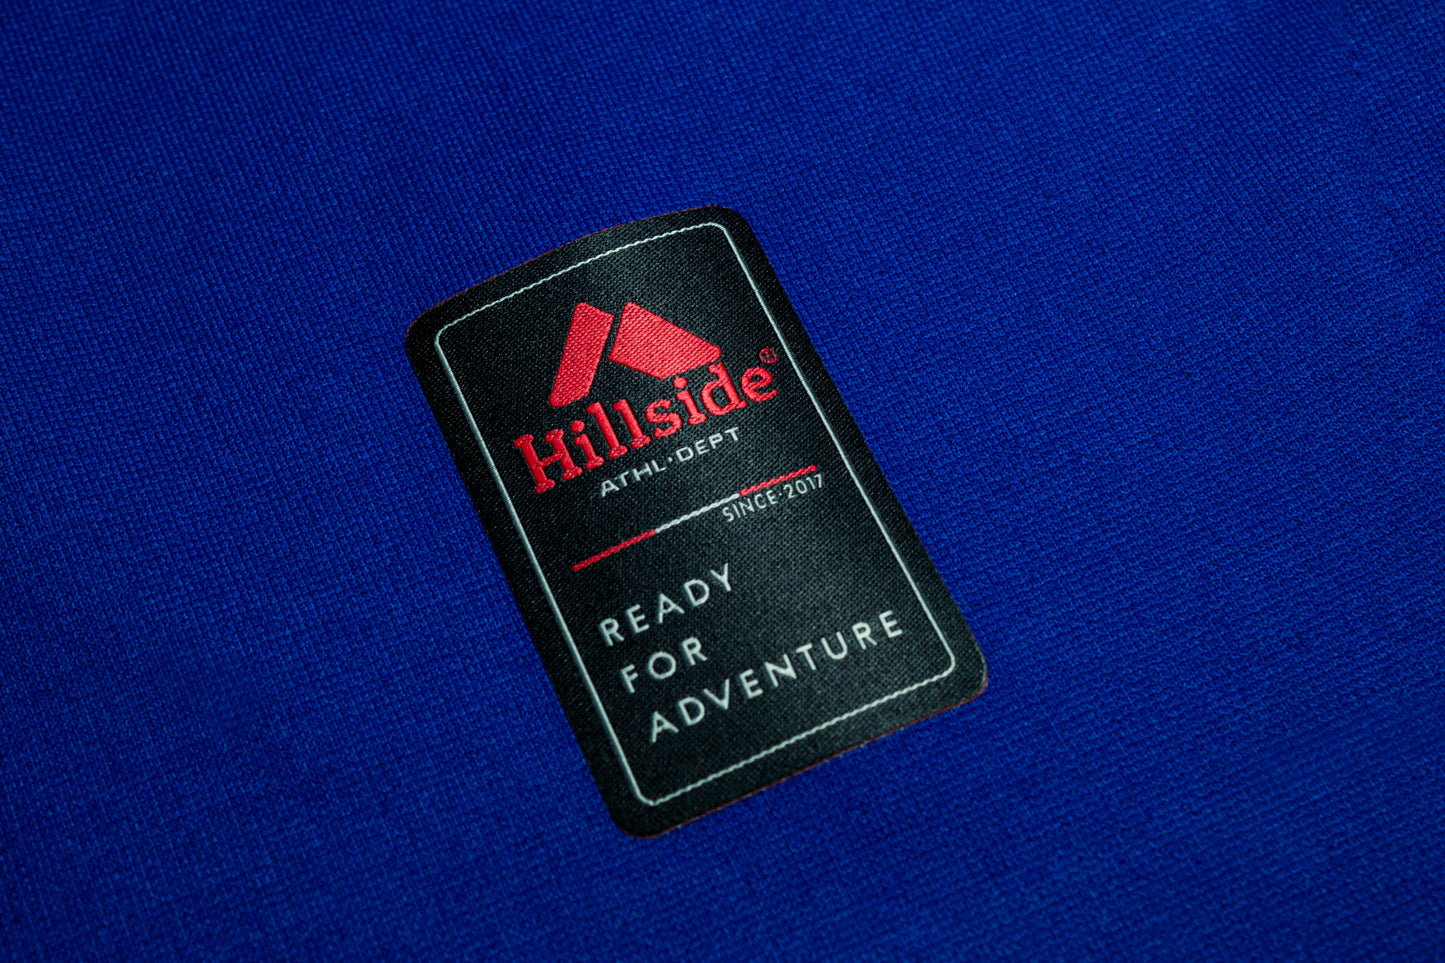 Hillside®
ATHL·DEPT
SINCE·2017
READY
FOR
ADVENTURE